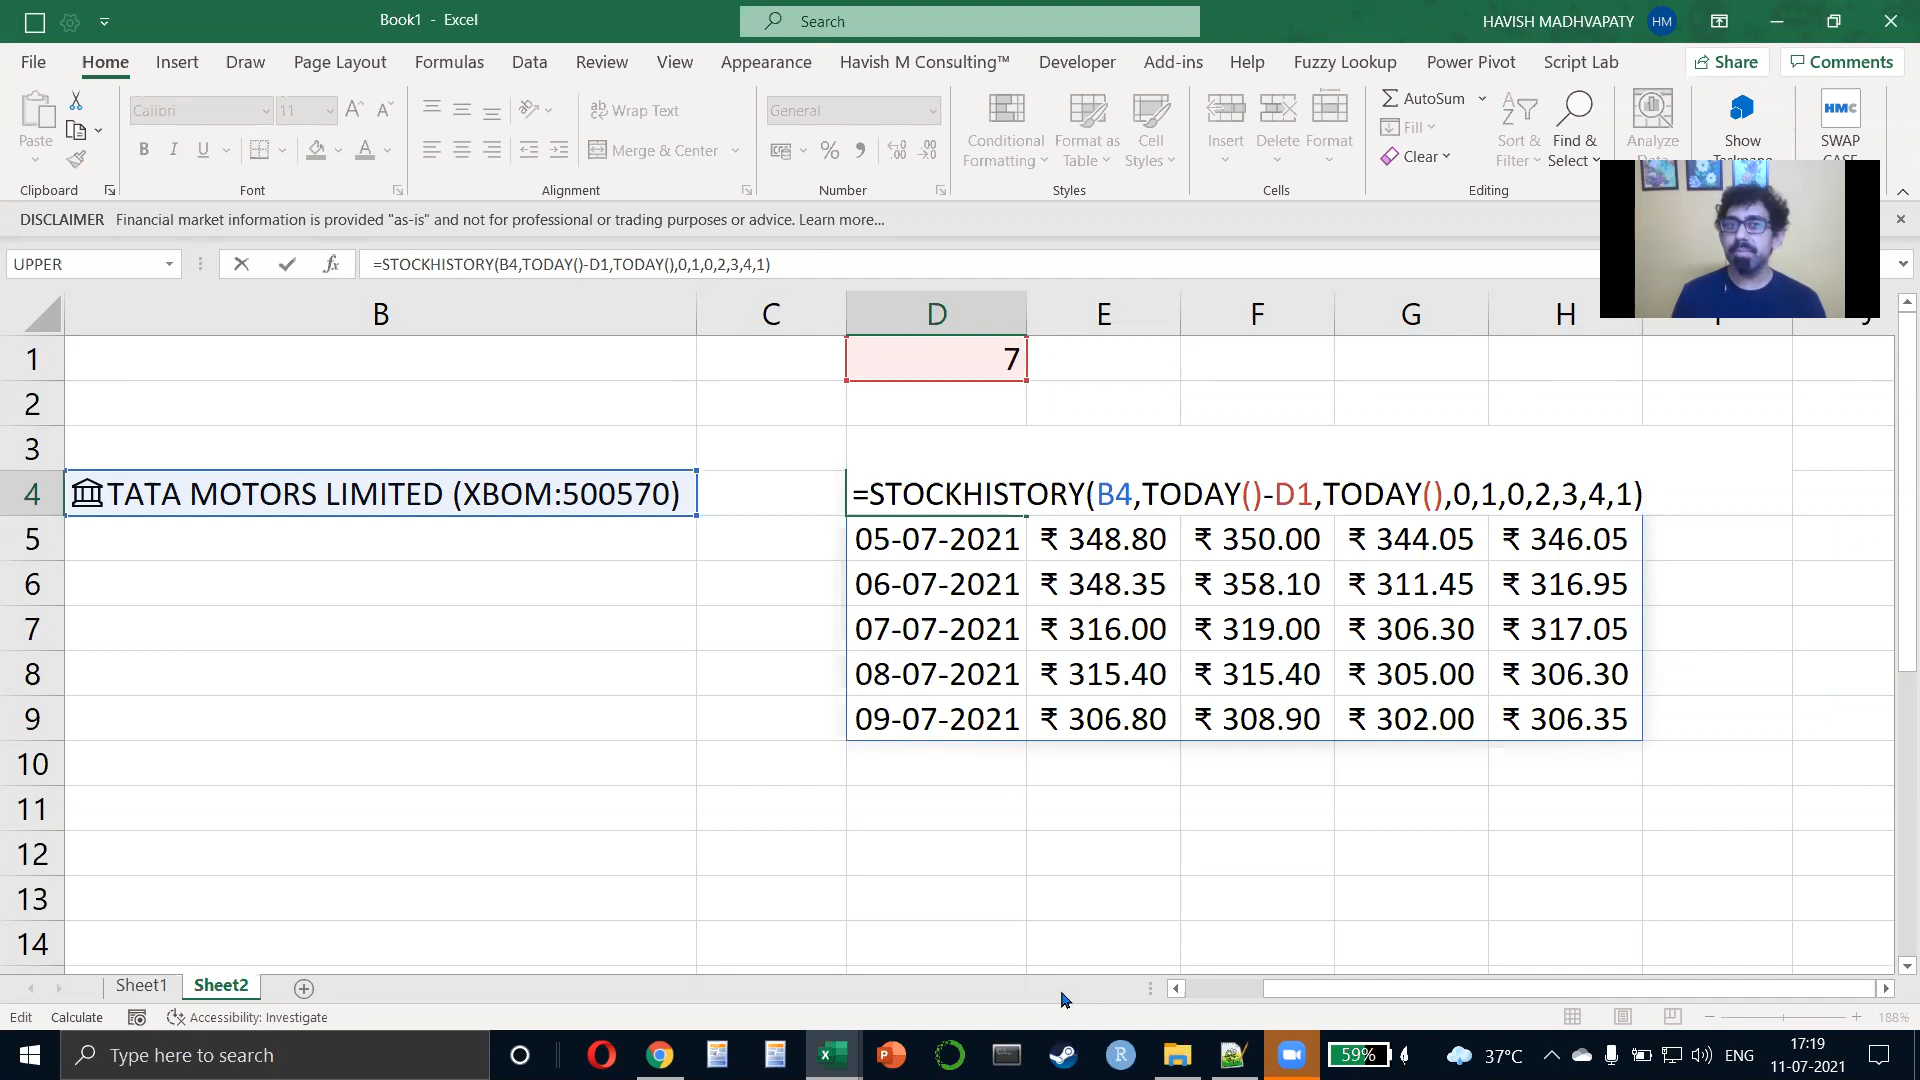 Book1 - Excel
Search
HAVISH MADHVAPATY HM
File Home Insert Draw Page Layout Formulas Data Review View Appearance Havish M Consulting™ Developer Add-ins Help Fuzzy Lookup Power Pivot Script Lab Share Comments
Paste
Clipboard
Calibri 11
B I U A
Font
Wrap Text
Merge & Center
Alignment
General
Number
Conditional Formatting
Format as Table
Cell Styles
Styles
Insert Delete Format
Cells
AutoSum
Fill
Clear
Sort & Filter
Find & Select
Editing
Analyze
Show
HMC
SWAP
DISCLAIMER Financial market information is provided "as-is" and not for professional or trading purposes or advice. Learn more...
UPPER fx =STOCKHISTORY(B4,TODAY()-D1,TODAY(),0,1,0,2,3,4,1)
B C D E F G H
1 7
2
3
4 TATA MOTORS LIMITED (XBOM:500570) =STOCKHISTORY(B4,TODAY()-D1,TODAY(),0,1,0,2,3,4,1)
5 05-07-2021 ₹ 348.80 ₹ 350.00 ₹ 344.05 ₹ 346.05
6 06-07-2021 ₹ 348.35 ₹ 358.10 ₹ 311.45 ₹ 316.95
7 07-07-2021 ₹ 316.00 ₹ 319.00 ₹ 306.30 ₹ 317.05
8 08-07-2021 ₹ 315.40 ₹ 315.40 ₹ 305.00 ₹ 306.30
9 09-07-2021 ₹ 306.80 ₹ 308.90 ₹ 302.00 ₹ 306.35
10
11
12
13
14
Sheet1 Sheet2
Edit Calculate Accessibility: Investigate 188%
Type here to search
59% 37°C ENG
17:19
11-07-2021